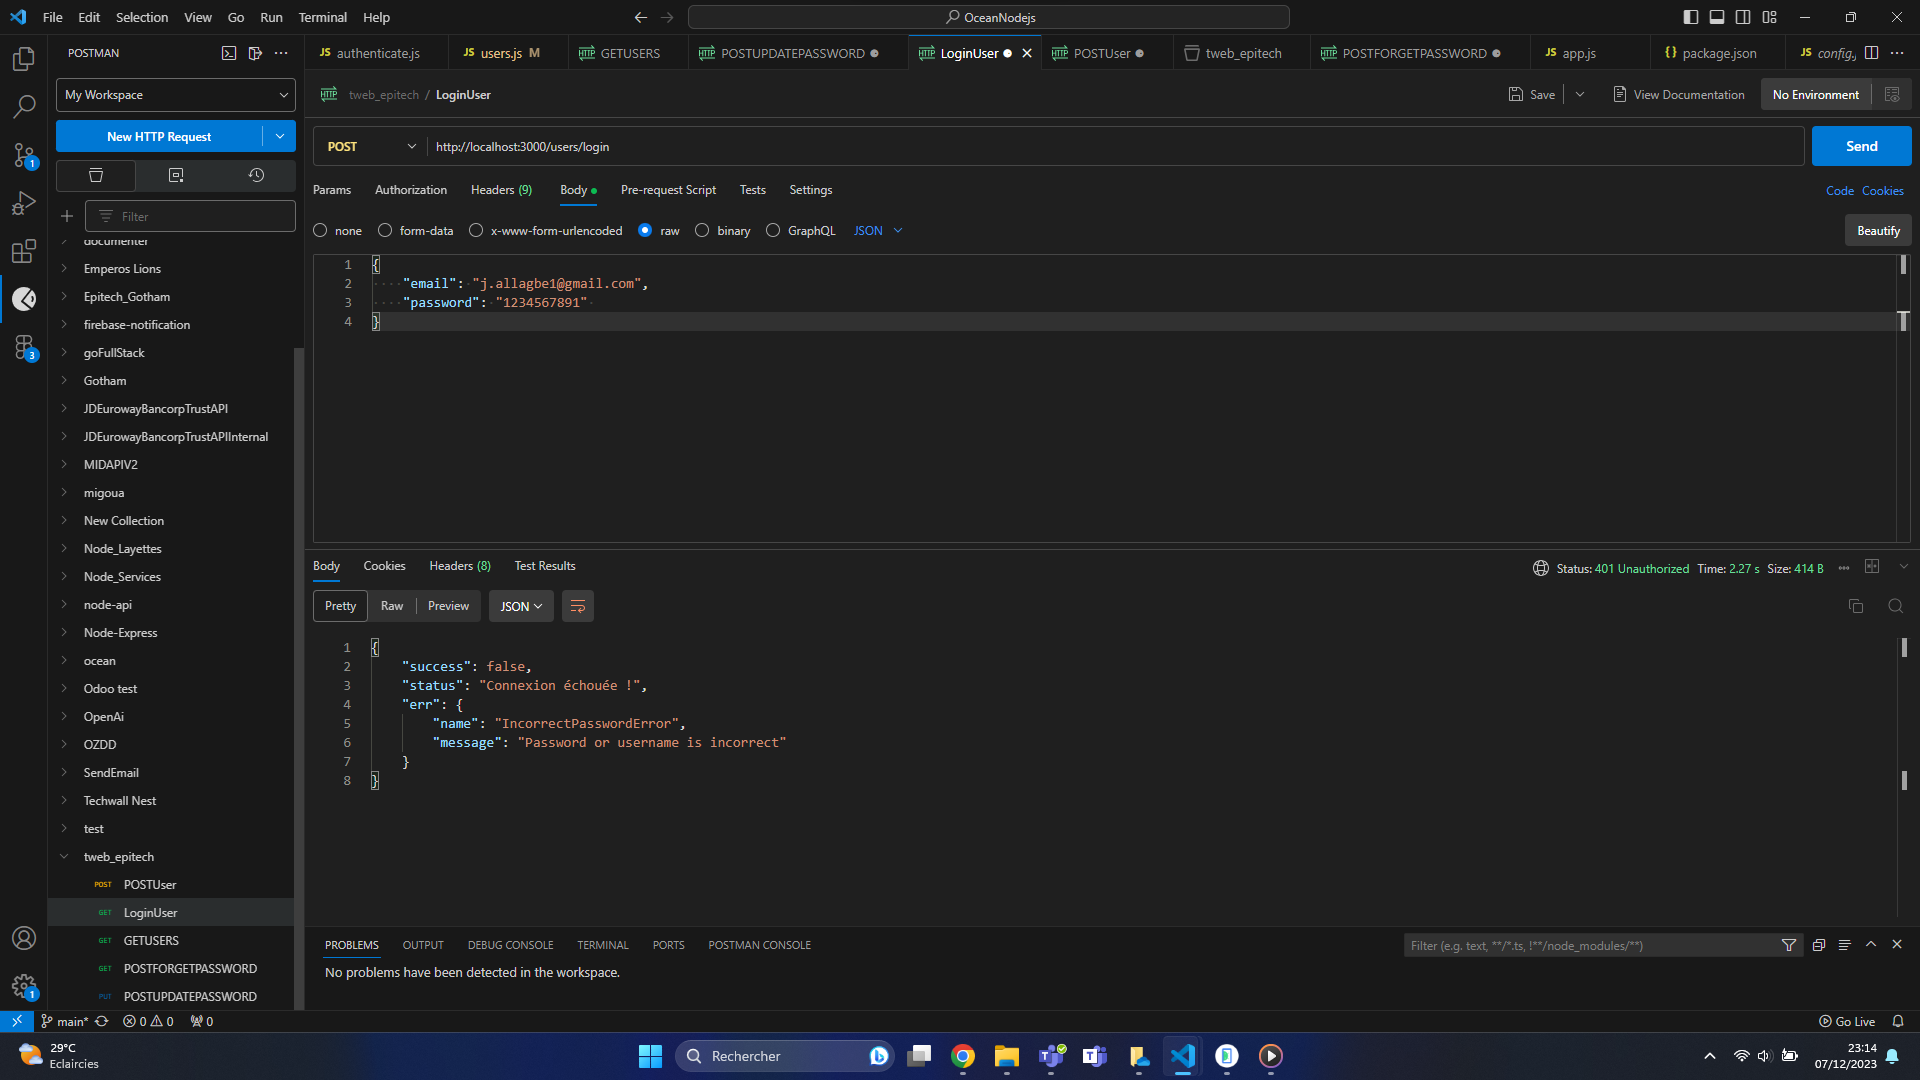 File Edit Selection View Go Run Terminal Help
OceanNodejs
POSTMAN
JS authenticate.js
JS users.js M
HTTP GETUSERS
HTTP POSTUPDATEPASSWORD
HTTP LoginUser
HTTP POSTUser
tweb_epitech
HTTP POSTFORGETPASSWORD
JS app.js
{} package.json
JS config.
My Workspace
HTTP tweb_epitech / LoginUser
Save
View Documentation
No Environment
New HTTP Request
POST
http://localhost:3000/users/login
Send
Params Authorization Headers (9) Body Pre-request Script Tests Settings
Code Cookies
Filter
none form-data x-www-form-urlencoded raw binary GraphQL JSON
Beautify
documenter
Emperos Lions
Epitech_Gotham
firebase-notification
goFullStack
Gotham
JDEurowayBancorpTrustAPI
JDEurowayBancorpTrustAPIInternal
MIDAPIV2
migoua
New Collection
Node_Layettes
Node_Services
node-api
Node-Express
ocean
Odoo test
OpenAi
OZDD
SendEmail
Techwall Nest
test
tweb_epitech
POST POSTUser
GET LoginUser
GET GETUSERS
GET POSTFORGETPASSWORD
PUT POSTUPDATEPASSWORD
1 {
2 "email": "j.allagbe1@gmail.com",
3 "password": "1234567891"
4 }
Body Cookies Headers (8) Test Results
Status: 401 Unauthorized Time: 2.27 s Size: 414 B
Pretty Raw Preview JSON
1 {
2 "success": false,
3 "status": "Connexion échouée !",
4 "err": {
5 "name": "IncorrectPasswordError",
6 "message": "Password or username is incorrect"
7 }
8 }
PROBLEMS OUTPUT DEBUG CONSOLE TERMINAL PORTS POSTMAN CONSOLE
Filter (e.g. text, **/*.ts, !**/node_modules/**)
No problems have been detected in the workspace.
1
3
1
main* 0 0 0
Go Live
29°C
Eclaircies
Rechercher
23:14
07/12/2023